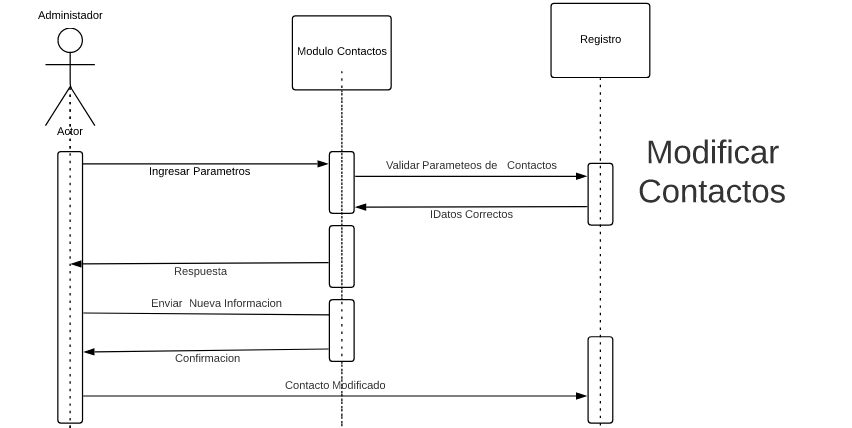 Administador
Actor
Modulo Contactos
Registro
Modificar
Contactos
Ingresar Parametros
Validar Parameteos de Contactos
IDatos Correctos
Respuesta
Enviar Nueva Informacion
Confirmacion
Contacto Modificado